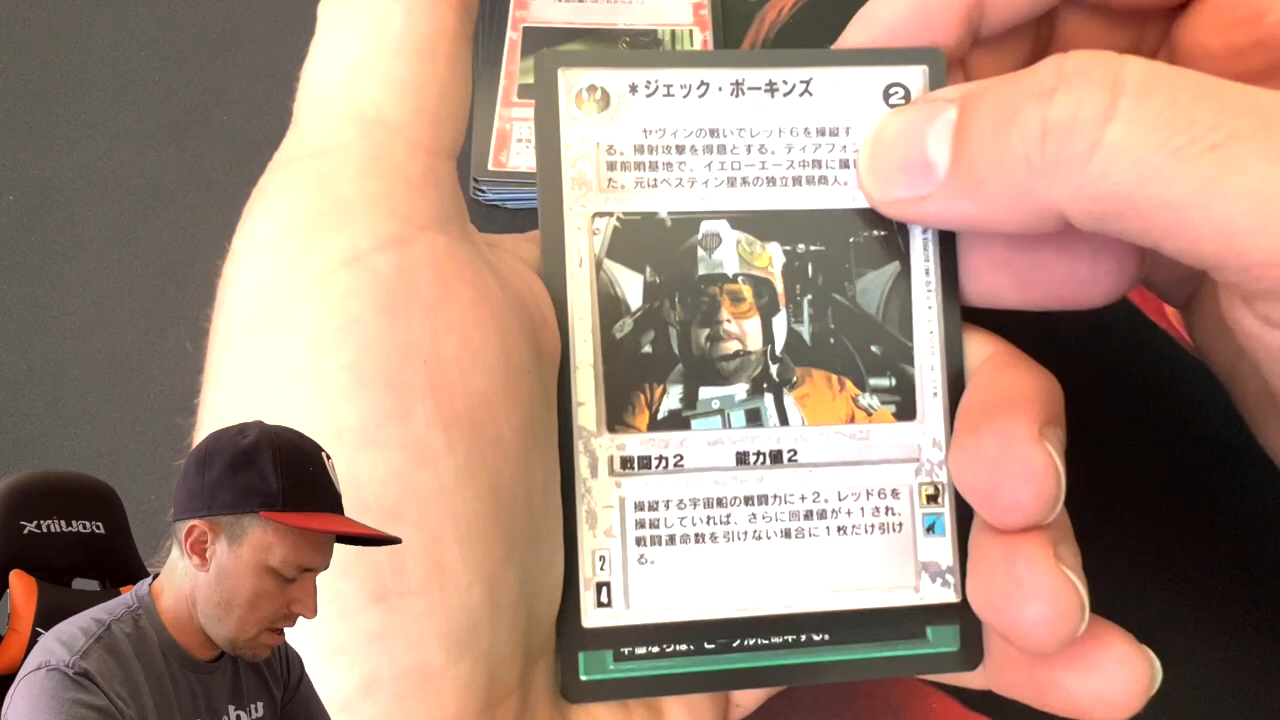 *ジェック・ポーキンズ
2
ヤヴィンの戦いでレッド6を操縦す
る。掃射攻撃を得意とする。ティアフォン
軍前哨基地で、イエローエース中隊に属し
た。元はベスティン星系の独立貿易商人。
戦闘力2 能力値2
操縦する宇宙船の戦闘力に+2。レッド6を
操縦していれば、さらに回避値が+1され、
戦闘運命数を引けない場合に1枚だけ引け
る。
2
4